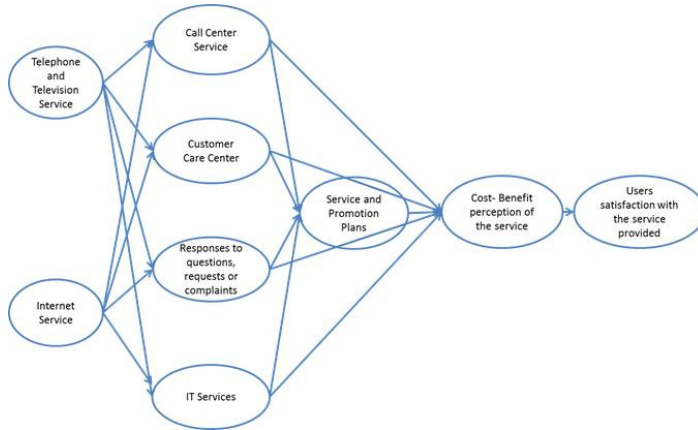 Call Center
Service
Telephone
and
Television
Service
Customer
Care Center
Service and
Promotion
Plans
Cost- Benefit
perception of
the service
Users
satisfaction with
the service
provided
Responses to
questions,
requests or
complaints
Internet
Service
IT Services